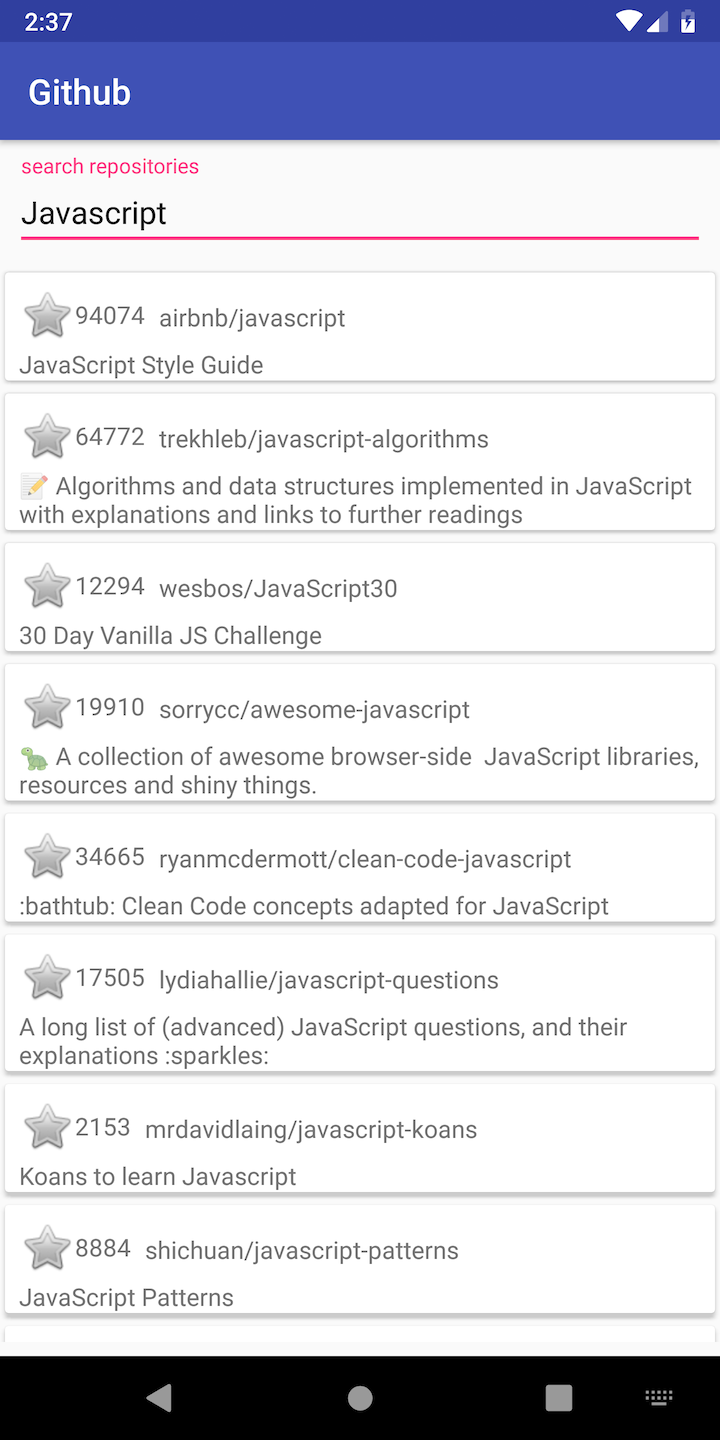 2:37
Github
search repositories
Javascript
94074 airbnb/javascript
JavaScript Style Guide
64772 trekhleb/javascript-algorithms
📝 Algorithms and data structures implemented in JavaScript
with explanations and links to further readings
12294 wesbos/JavaScript30
30 Day Vanilla JS Challenge
19910 sorrycc/awesome-javascript
🐢 A collection of awesome browser-side  JavaScript libraries,
resources and shiny things.
34665 ryanmcdermott/clean-code-javascript
:bathtub: Clean Code concepts adapted for JavaScript
17505 lydiahallie/javascript-questions
A long list of (advanced) JavaScript questions, and their
explanations :sparkles:
2153 mrdavidlaing/javascript-koans
Koans to learn Javascript
8884 shichuan/javascript-patterns
JavaScript Patterns